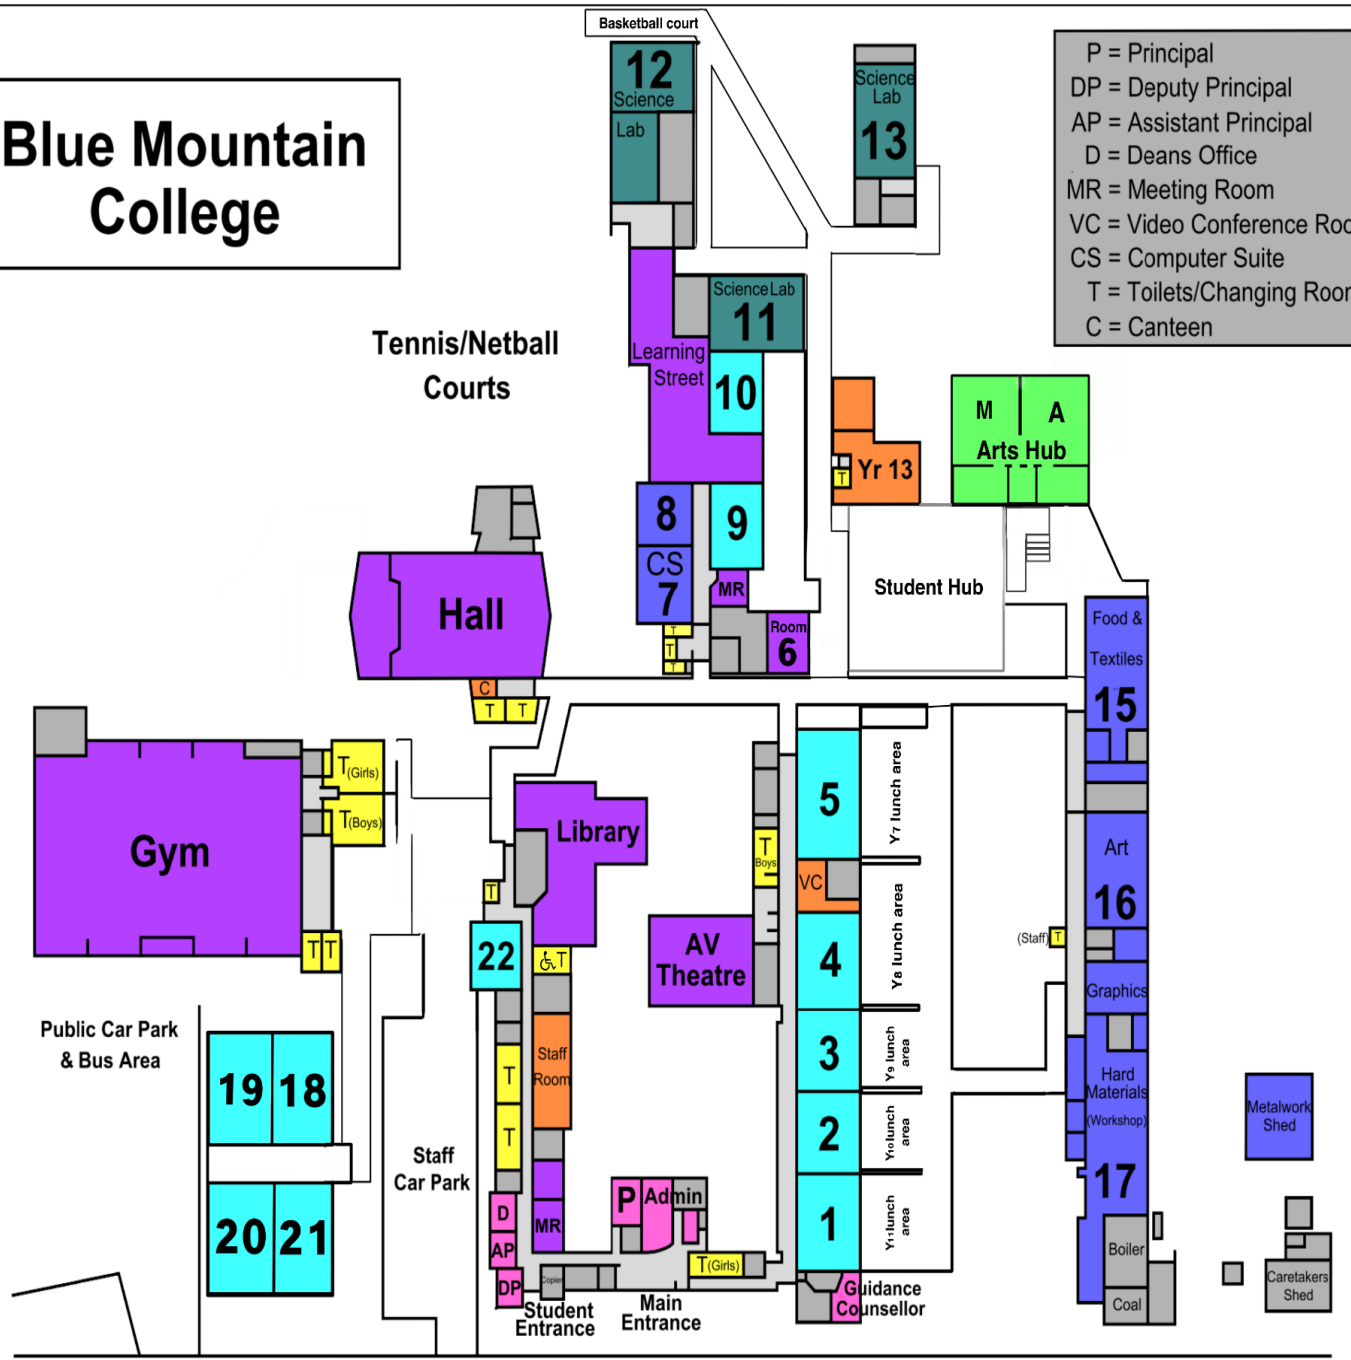 Basketball court
12
Science
Lab
Science
Lab
13
P = Principal
DP = Deputy Principal
AP = Assistant Principal
D = Deans Office
MR = Meeting Room
VC = Video Conference Roo
CS = Computer Suite
T = Toilets/Changing Room
C = Canteen
Blue Mountain
College
Science Lab
11
Tennis/Netball
Courts
Learning
Street
10
M
A
Arts Hub
Yr 13
T
8
9
CS
7
MR
Student Hub
Hall
Room
6
T
T
T
Food &
Textiles
15
C
T
T
T(Girls)
T(Boys)
Gym
T
T
Library
T
Boys
5
Y7 lunch area
VC
Art
16
T
22
AV
Theatre
4
Y8 lunch area
(Staff)
T
T
Graphics
Public Car Park
& Bus Area
19
18
Staff
Room
T
T
3
Y9 lunch
area
Hard
Materials
(Workshop)
17
Metalwork
Shed
2
Y10 lunch
area
Staff
Car Park
20
21
D
AP
DP
MR
P
Admin
1
Y11 lunch
area
T(Girls)
Copier
Student
Entrance
Main
Entrance
Guidance
Counsellor
Boiler
Coal
Caretakers
Shed